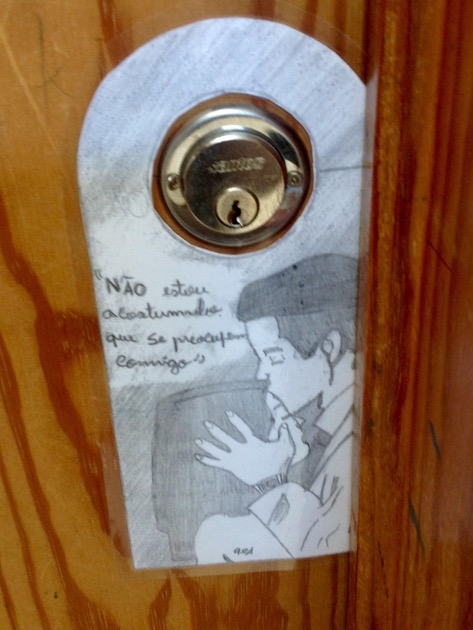 "NÃO estou
acostumado
que se preocupem
comigo"